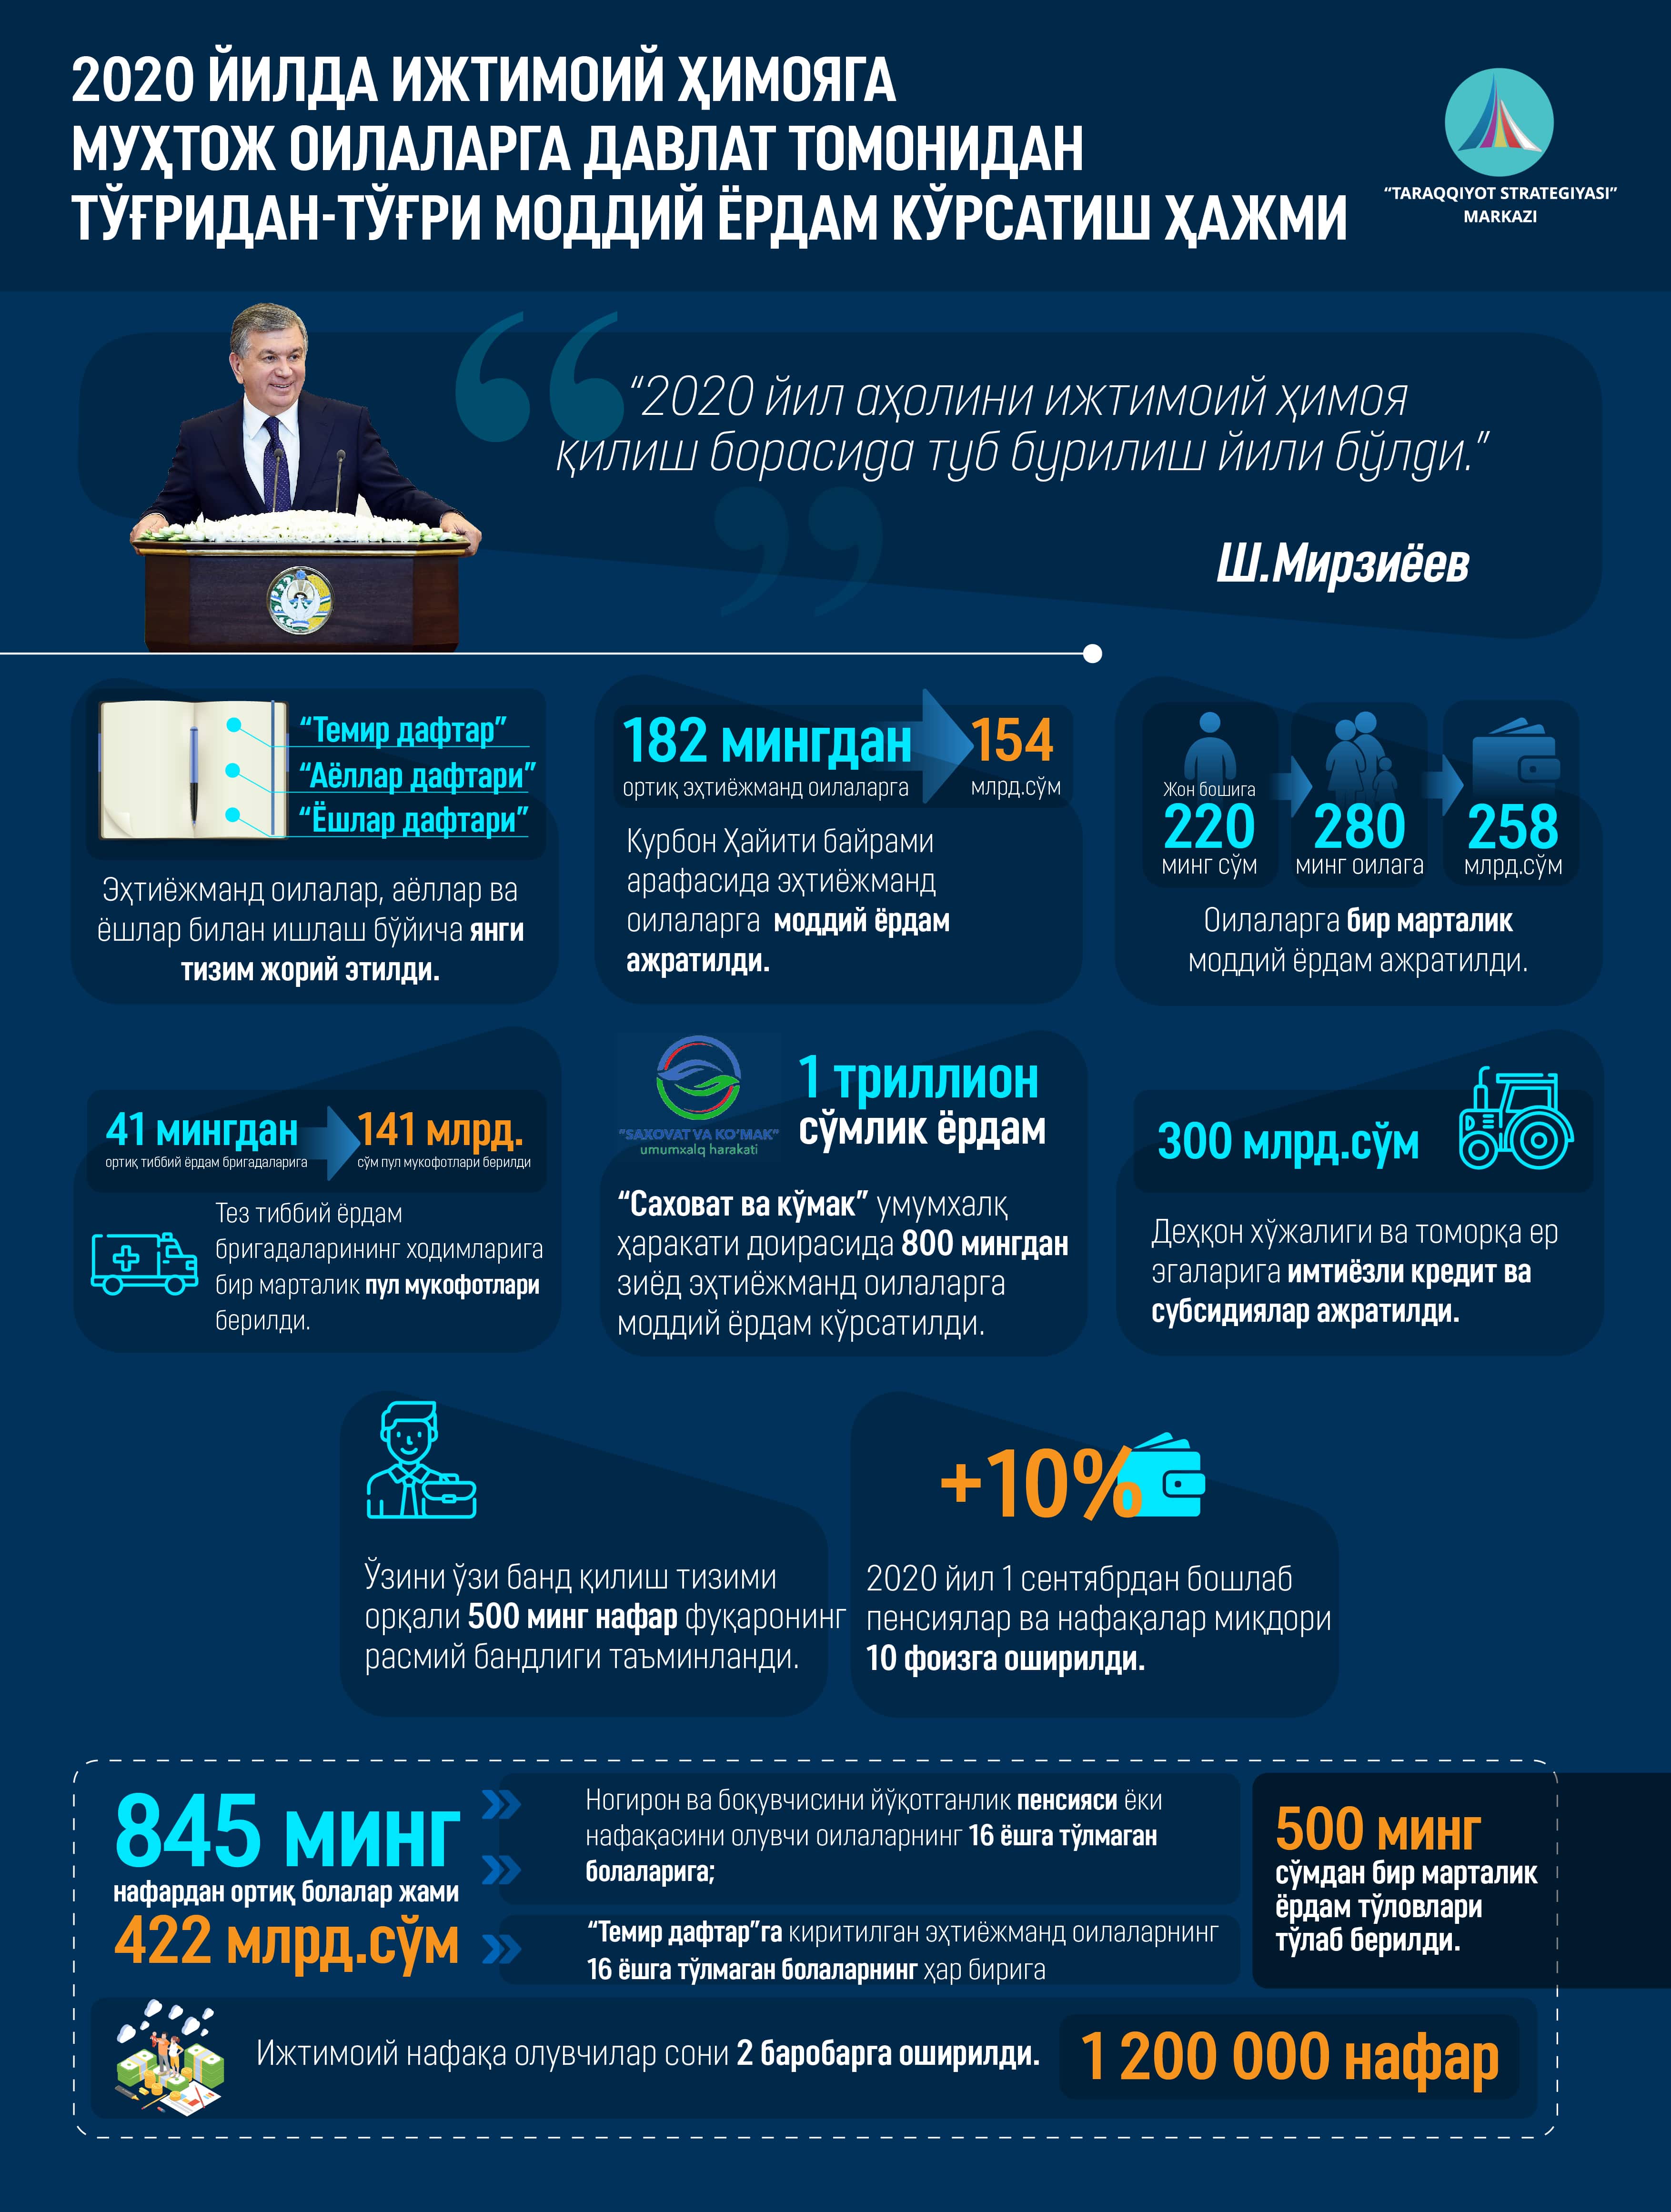 2020 ЙИЛДА ИЖТИМОИЙ ҲИМОЯГА
МУҲТОЖ ОИЛАЛАРГА ДАВЛАТ ТОМОНИДАН
ТЎҒРИДАН-ТЎҒРИ МОДДИЙ ЁРДАМ КЎРСАТИШ ҲАЖМИ
“TARAQQIYOT STRATEGIYASI”
MARKAZI
“2020 йил аҳолини ижтимоий ҳимоя
қилиш борасида туб бурилиш йили бўлди.”
Ш.Мирзиёев
“Темир дафтар”
“Аёллар дафтари”
“Ёшлар дафтари”
Эҳтиёжманд оилалар, аёллар ва
ёшлар билан ишлаш бўйича янги
тизим жорий этилди.
182 мингдан
ортиқ эҳтиёжманд оилаларга
154
млрд.сўм
Курбон Ҳайити байрами
арафасида эҳтиёжманд
оилаларга моддий ёрдам
ажратилди.
Жон бошига
220
минг сўм
280
минг оилага
258
млрд.сўм
Оилаларга бир марталик
моддий ёрдам ажратилди.
41 мингдан
ортиқ тиббий ёрдам бригадаларига
141 млрд.
сўм пул мукофотлари берилди
Тез тиббий ёрдам
бригадаларининг ходимларига
бир марталик пул мукофотлари
берилди.
“SAXOVAT VA KO‘MAK”
umumxalq harakati
1 триллион
сўмлик ёрдам
“Саховат ва кўмак” умумхалқ
ҳаракати доирасида 800 мингдан
зиёд эҳтиёжманд оилаларга
моддий ёрдам кўрсатилди.
300 млрд.сўм
Деҳқон хўжалиги ва томорқа ер
эгаларига имтиёзли кредит ва
субсидиялар ажратилди.
Ўзини ўзи банд қилиш тизими
орқали 500 минг нафар фуқаронинг
расмий бандлиги таъминланди.
+10%
2020 йил 1 сентябрдан бошлаб
пенсиялар ва нафақалар миқдори
10 фоизга оширилди.
845 минг
нафардан ортиқ болалар жами
422 млрд.сўм
Ногирон ва боқувчисини йўқотганлик пенсияси ёки
нафақасини олувчи оилаларнинг 16 ёшга тўлмаган
болаларига;
“Темир дафтар”га киритилган эҳтиёжманд оилаларнинг
16 ёшга тўлмаган болаларнинг ҳар бирига
500 минг
сўмдан бир марталик
ёрдам тўловлари
тўлаб берилди.
Ижтимоий нафақа олувчилар сони 2 баробарга оширилди.
1 200 000 нафар